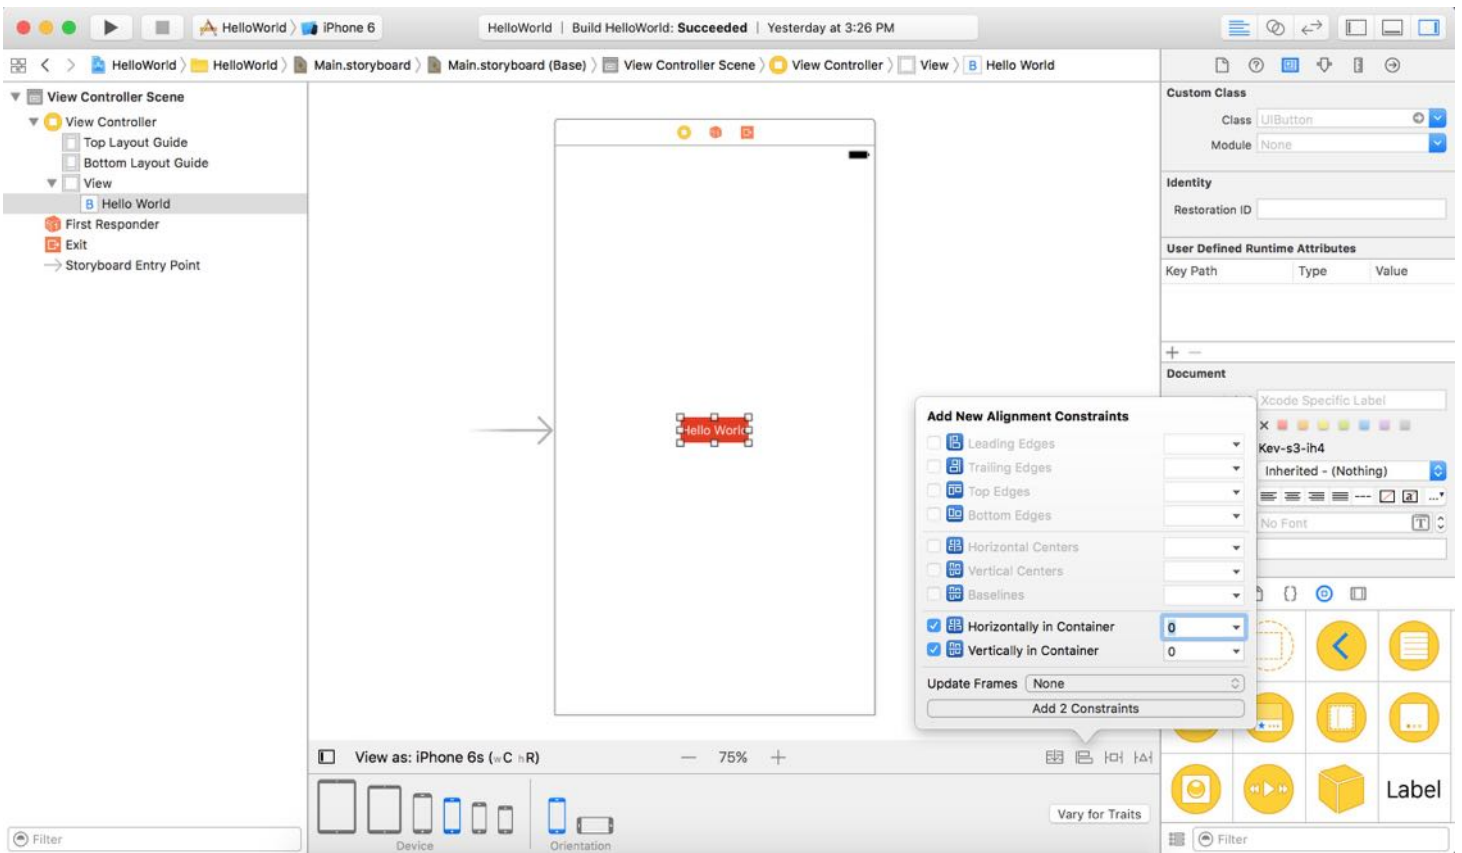 HelloWorld iPhone 6
HelloWorld | Build HelloWorld: Succeeded | Yesterday at 3:26 PM
HelloWorld HelloWorld Main.storyboard Main.storyboard (Base) View Controller Scene View Controller View B Hello World
View Controller Scene
View Controller
Top Layout Guide
Bottom Layout Guide
View
B Hello World
First Responder
Exit
Storyboard Entry Point
Filter
Hello World
View as: iPhone 6s (wC hR)
— 75% +
Device
Orientation
Vary for Traits
Add New Alignment Constraints
Leading Edges
Trailing Edges
Top Edges
Bottom Edges
Horizontal Centers
Vertical Centers
Baselines
Horizontally in Container 0
Vertically in Container 0
Update Frames None
Add 2 Constraints
Custom Class
Class UIButton
Module None
Identity
Restoration ID
User Defined Runtime Attributes
Key Path Type Value
+ —
Document
Xcode Specific Label
Kev-s3-ih4
Inherited - (Nothing)
a ...
No Font T
{}
Label
Filter